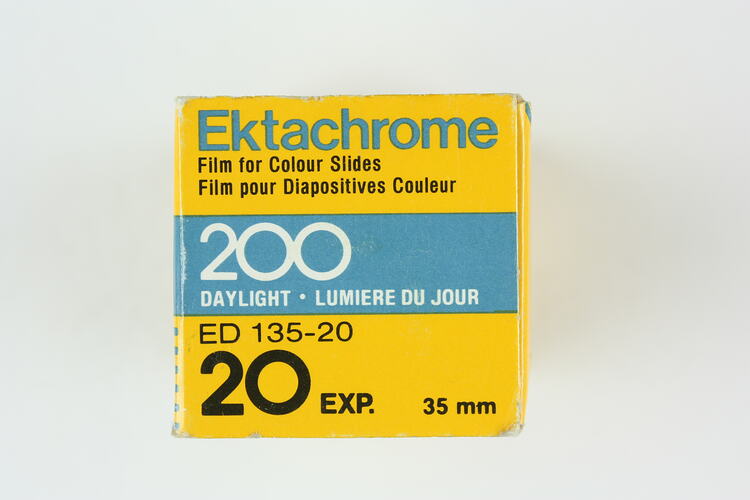 Ektachrome
Film for Colour Slides
Film pour Diapositives Couleur
200
DAYLIGHT • LUMIERE DU JOUR
ED 135-20
20 EXP. 35 mm